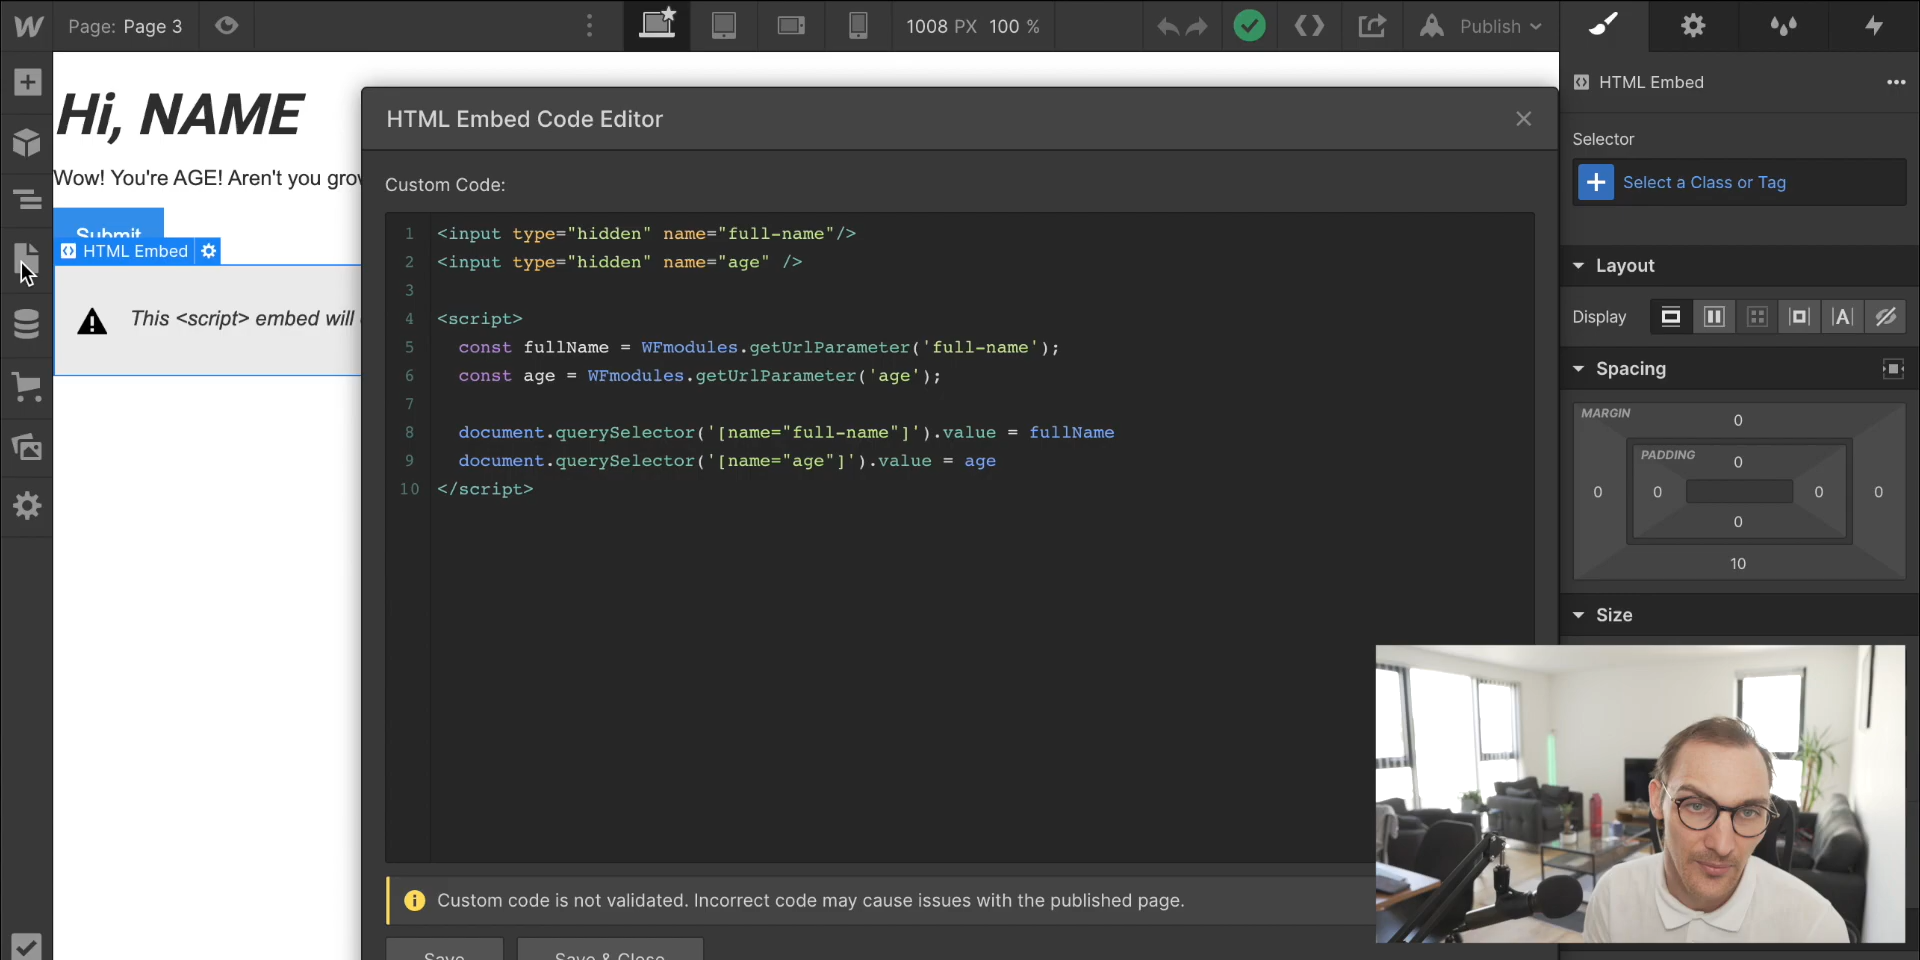 Page: Page 3
1008 PX 100 %
Publish
Hi, NAME
Wow! You're AGE! Aren't you grow
Submit
HTML Embed
This <script> embed will
HTML Embed Code Editor
Custom Code:
1 <input type="hidden" name="full-name"/>
2 <input type="hidden" name="age" />
3
4 <script>
5 const fullName = WFmodules.getUrlParameter('full-name');
6 const age = WFmodules.getUrlParameter('age');
7
8 document.querySelector('[name="full-name"]').value = fullName
9 document.querySelector('[name="age"]').value = age
10 </script>
Custom code is not validated. Incorrect code may cause issues with the published page.
Save
Save & Close
HTML Embed
Selector
Select a Class or Tag
Layout
Display
Spacing
MARGIN
0
PADDING
0
0 0 0 0
0
10
Size